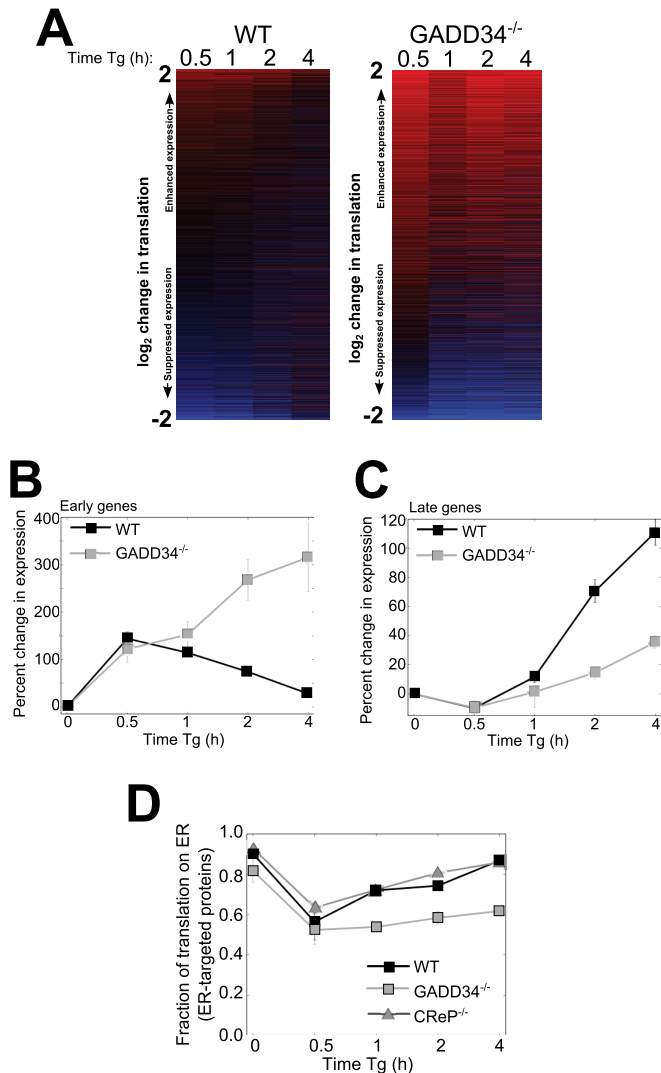 A
WT
GADD34-/-
Time Tg (h):
0.5 1 2 4
0.5 1 2 4
2
-2
log2 change in translation
Enhanced expression
Suppressed expression
2
-2
log2 change in translation
Enhanced expression
Suppressed expression
B
Early genes
WT
GADD34-/-
Percent change in expression
400
300
200
100
0
0 0.5 1 2 4
Time Tg (h)
C
Late genes
WT
GADD34-/-
Percent change in expression
120
100
80
60
40
20
0
0 0.5 1 2 4
Time Tg (h)
D
Fraction of translation on ER
(ER-targeted proteins)
1.0
0.8
0.6
0.4
0.2
0.0
WT
GADD34-/-
CReP-/-
0 0.5 1 2 4
Time Tg (h)